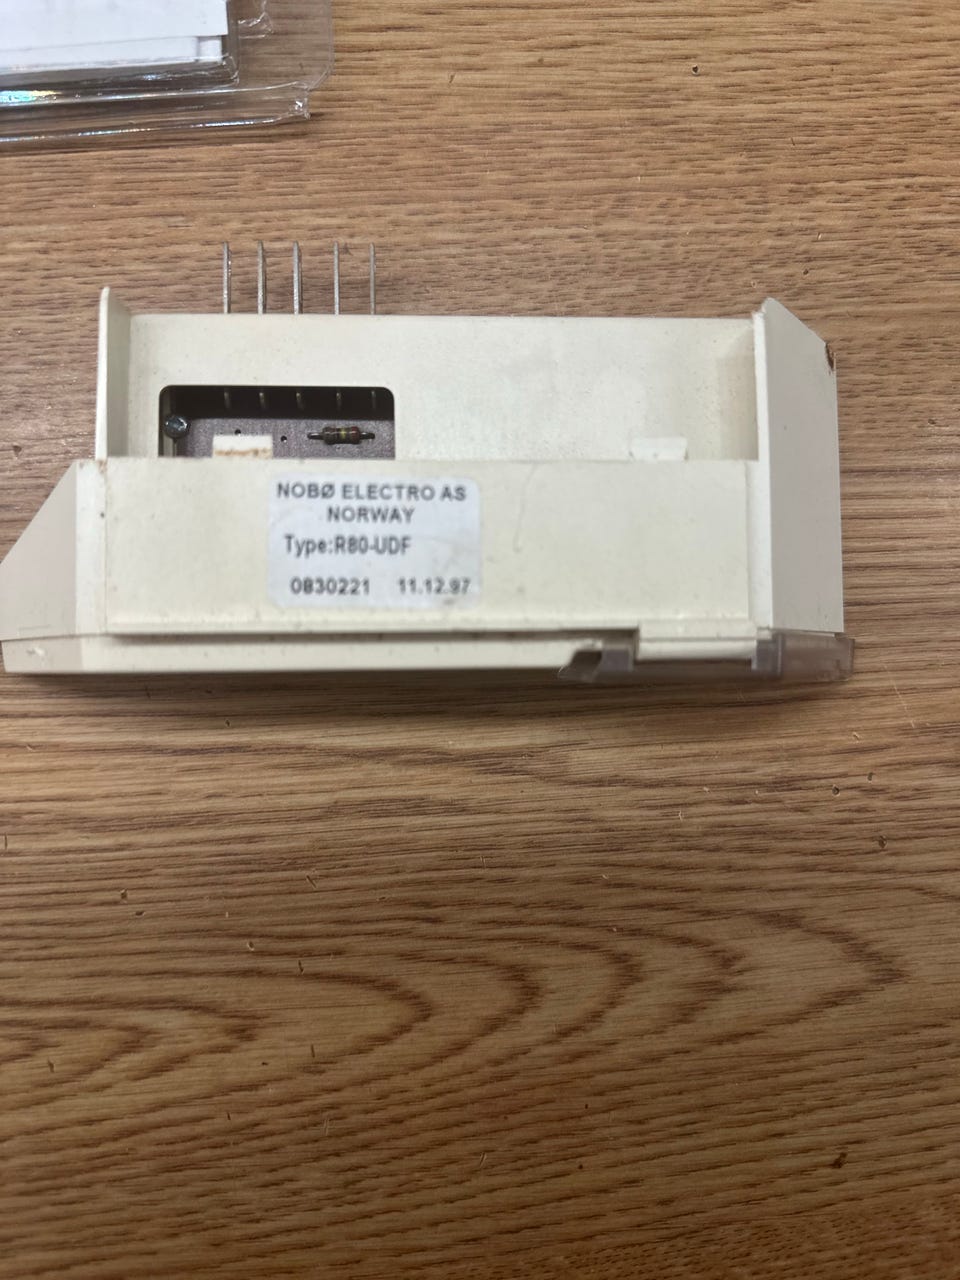 NOBØ ELECTRO AS
NORWAY
Type:R80-UDF
0830221 11.12.97